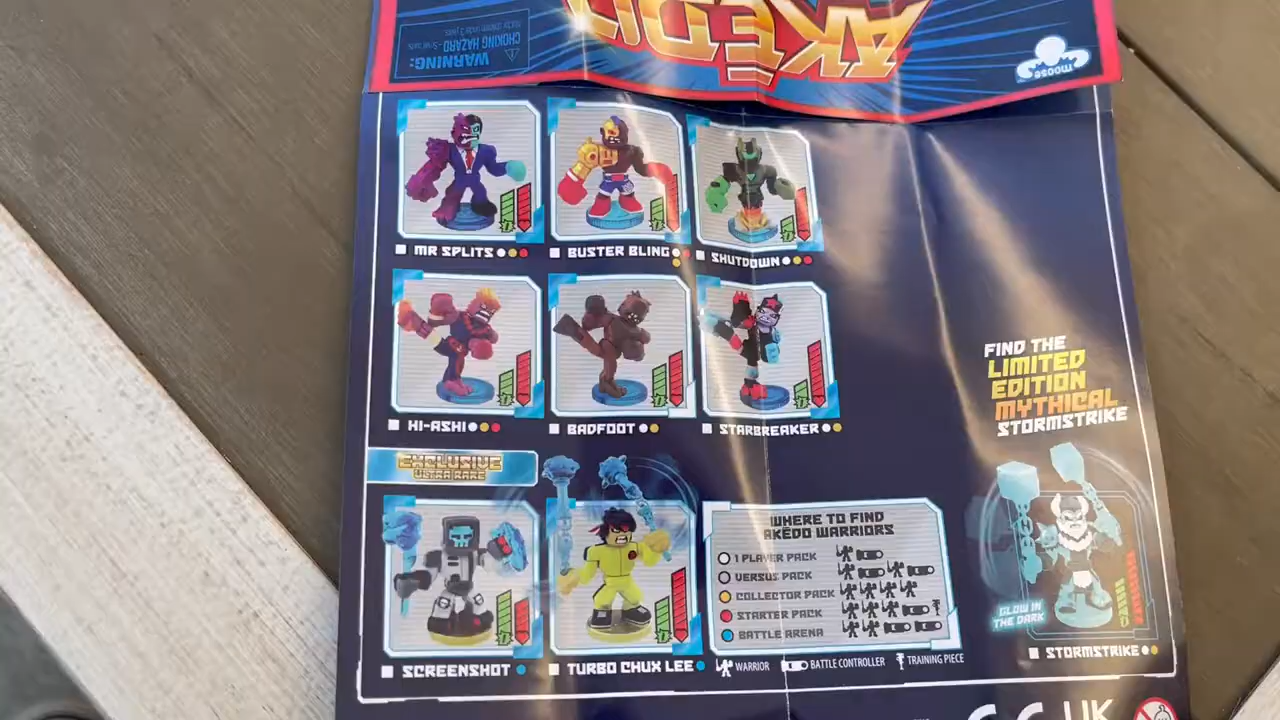 AKEDO
WARNING:
CHOKING HAZARD
moose
MR SPLITS
BUSTER BLING
SHUTDOWN
HI-ASHI
BADFOOT
STARBREAKER
FIND THE
LIMITED
EDITION
MYTHICAL
STORMSTRIKE
EXCLUSIVE
ULTRA RARE
SCREENSHOT
TURBO CHUX LEE
WHERE TO FIND
AKĒDO WARRIORS
1 PLAYER PACK
VERSUS PACK
COLLECTOR PACK
STARTER PACK
BATTLE ARENA
WARRIOR
BATTLE CONTROLLER
TRAINING PIECE
GLOW IN
THE DARK
STORMSTRIKE
UK